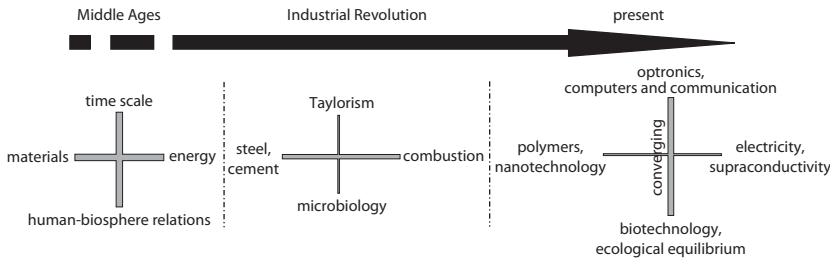 Middle Ages
Industrial Revolution
present
time scale
materials
energy
human-biosphere relations
Taylorism
steel,
cement
combustion
microbiology
optronics,
computers and communication
polymers,
nanotechnology
converging
electricity,
supraconductivity
biotechnology,
ecological equilibrium